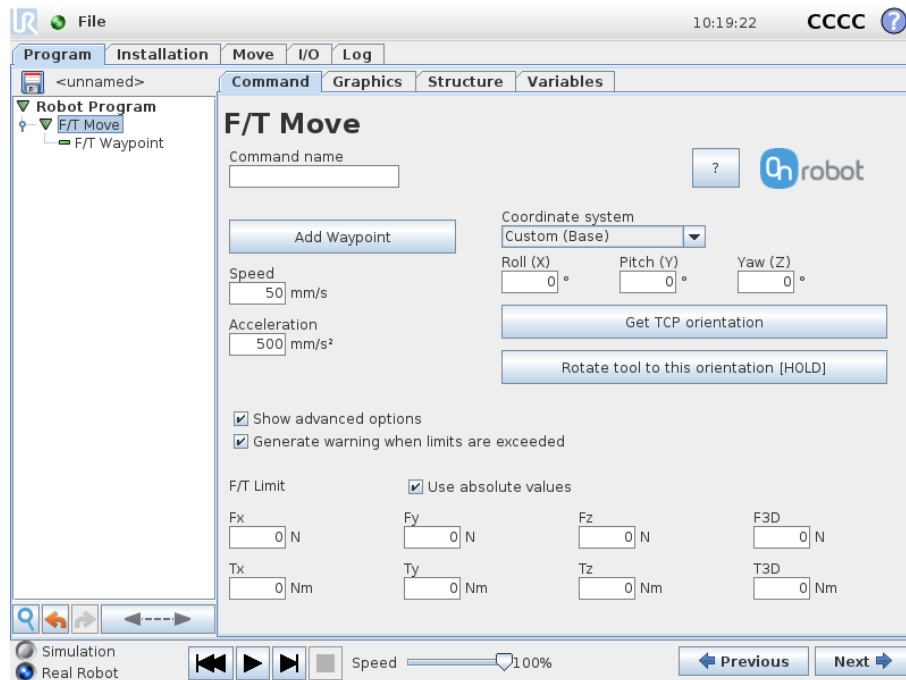 UR File 10:19:22 CCCC ?
Program Installation Move I/O Log
<unnamed>
Command Graphics Structure Variables
Robot Program
F/T Move
F/T Waypoint
F/T Move
Command name
?
On robot
Add Waypoint
Coordinate system
Custom (Base)
Roll (X) Pitch (Y) Yaw (Z)
0 ° 0 ° 0 °
Speed
50 mm/s
Get TCP orientation
Acceleration
500 mm/s²
Rotate tool to this orientation [HOLD]
Show advanced options
Generate warning when limits are exceeded
F/T Limit Use absolute values
Fx Fy Fz F3D
0 N 0 N 0 N 0 N
Tx Ty Tz T3D
0 Nm 0 Nm 0 Nm 0 Nm
Simulation
Real Robot
Speed 100%
Previous Next